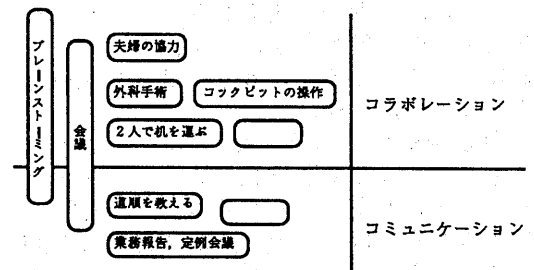 ブレーンストーミング
会議
夫婦の協力
外科手術
コックピットの操作
2人で机を運ぶ
コラボレーション
道順を教える
業務報告,定例会議
コミュニケーション